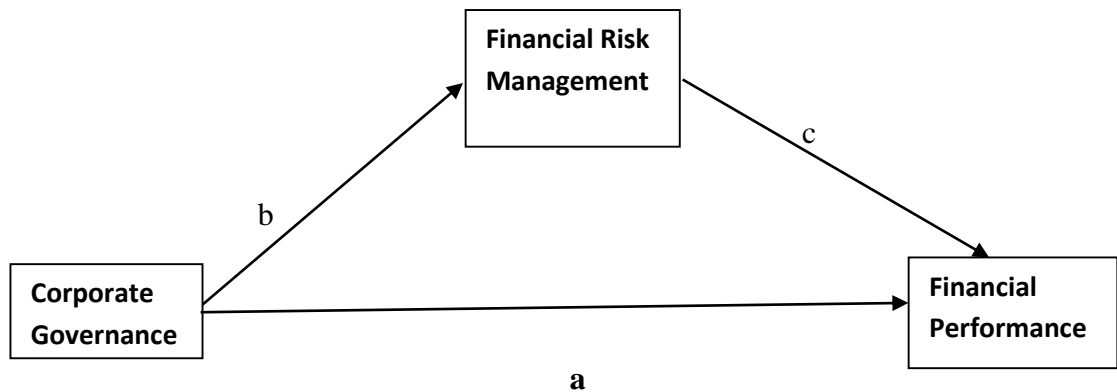 Financial Risk
Management
c
b
Corporate
Governance
Financial
Performance
a